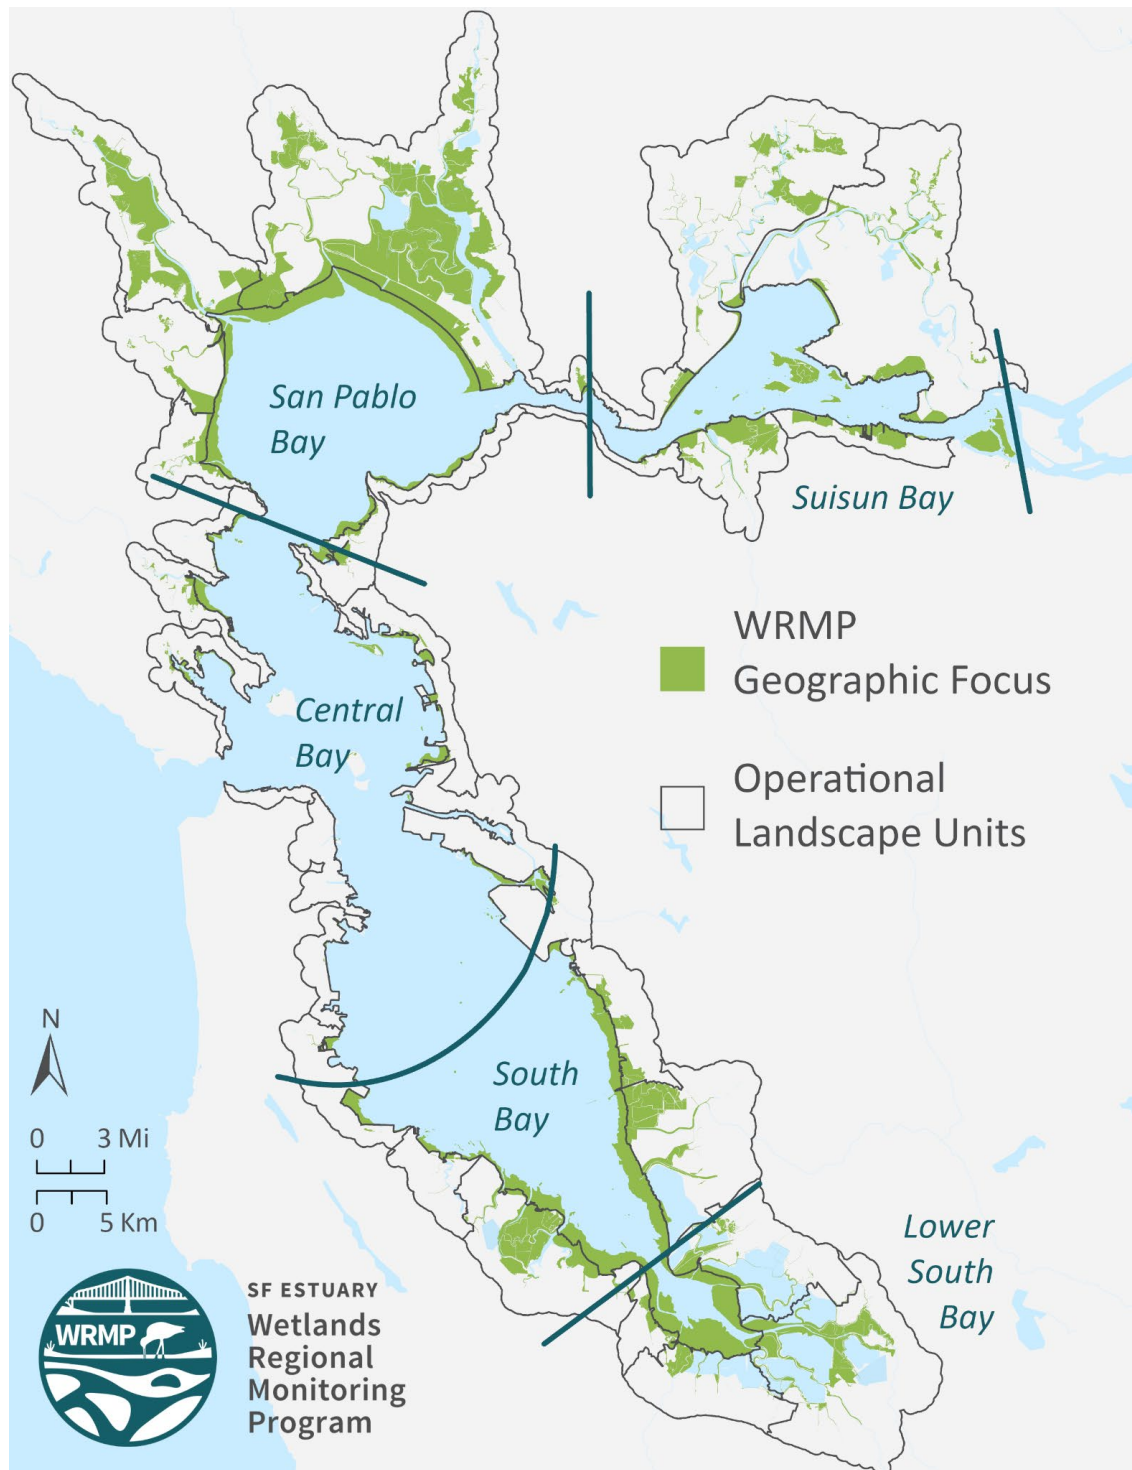 San Pablo
Bay
Suisun Bay
WRMP
Geographic Focus
Central
Bay
Operational
Landscape Units
N
South
Bay
0 3 Mi
0 5 Km
Lower
South
Bay
WRMP
SF ESTUARY
Wetlands
Regional
Monitoring
Program